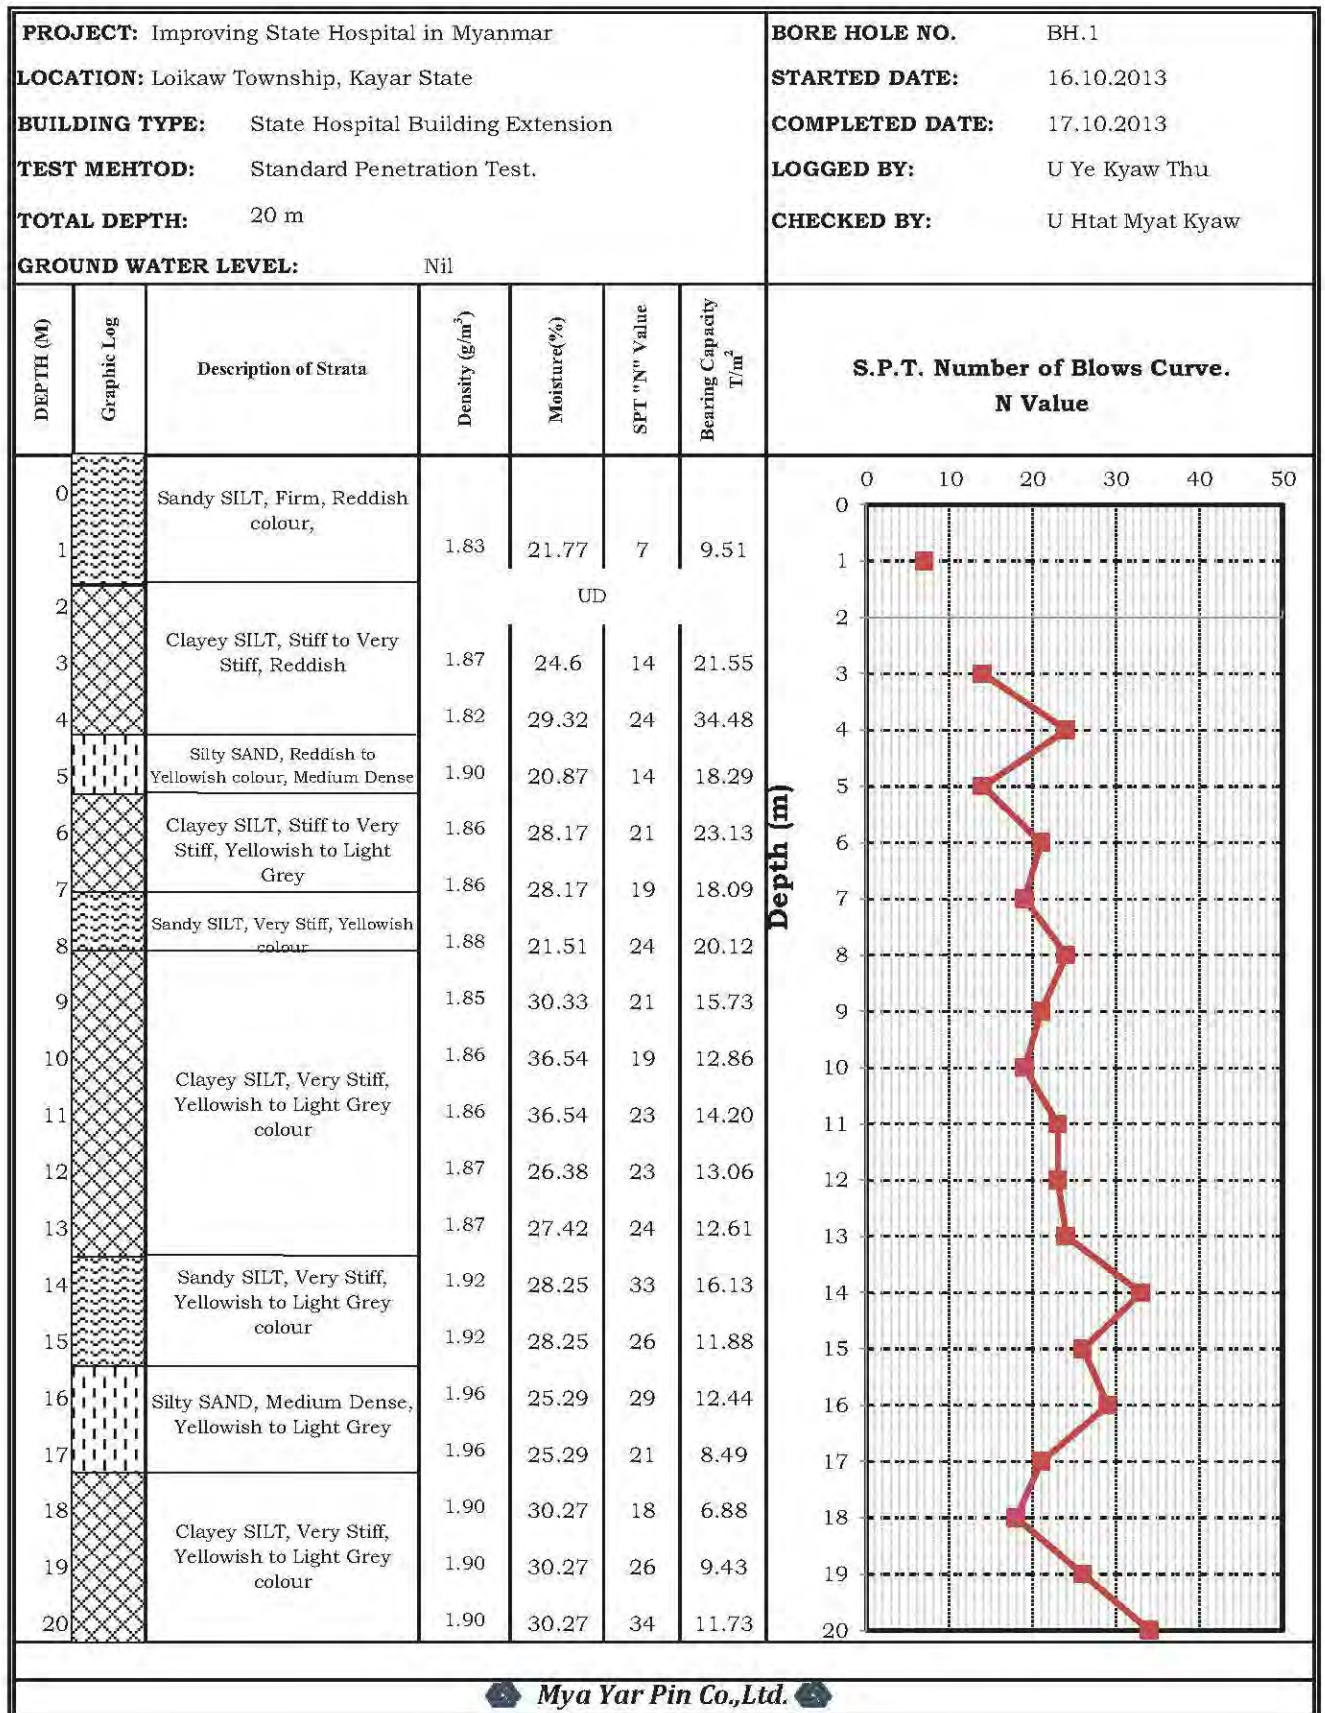 PROJECT: Improving State Hospital in Myanmar
LOCATION: Loikaw Township, Kayar State
BUILDING TYPE: State Hospital Building Extension
TEST MEHTOD: Standard Penetration Test.
TOTAL DEPTH: 20 m
GROUND WATER LEVEL: Nil
BORE HOLE NO. BH.1
STARTED DATE: 16.10.2013
COMPLETED DATE: 17.10.2013
LOGGED BY: U Ye Kyaw Thu
CHECKED BY: U Htat Myat Kyaw
DEPTH (M)
Graphic Log
Description of Strata
Density (g/m³)
Moisture(%)
SPT "N" Value
Bearing Capacity
T/m²
S.P.T. Number of Blows Curve.
N Value
0
Sandy SILT, Firm, Reddish
colour,
1 1.83 21.77 7 9.51
UD
2
Clayey SILT, Stiff to Very
Stiff, Reddish
3 1.87 24.6 14 21.55
4 1.82 29.32 24 34.48
Silty SAND, Reddish to
Yellowish colour, Medium Dense
5 1.90 20.87 14 18.29
Clayey SILT, Stiff to Very
Stiff, Yellowish to Light
Grey
6 1.86 28.17 21 23.13
7 1.86 28.17 19 18.09
Sandy SILT, Very Stiff, Yellowish
colour
8 1.88 21.51 24 20.12
9 1.85 30.33 21 15.73
10 1.86 36.54 19 12.86
Clayey SILT, Very Stiff,
Yellowish to Light Grey
colour
11 1.86 36.54 23 14.20
12 1.87 26.38 23 13.06
13 1.87 27.42 24 12.61
Sandy SILT, Very Stiff,
Yellowish to Light Grey
colour
14 1.92 28.25 33 16.13
15 1.92 28.25 26 11.88
16 1.96 25.29 29 12.44
Silty SAND, Medium Dense,
Yellowish to Light Grey
17 1.96 25.29 21 8.49
18 1.90 30.27 18 6.88
Clayey SILT, Very Stiff,
Yellowish to Light Grey
colour
19 1.90 30.27 26 9.43
20 1.90 30.27 34 11.73
0 10 20 30 40 50
Depth (m)
0
1
2
3
4
5
6
7
8
9
10
11
12
13
14
15
16
17
18
19
20
Mya Yar Pin Co.,Ltd.